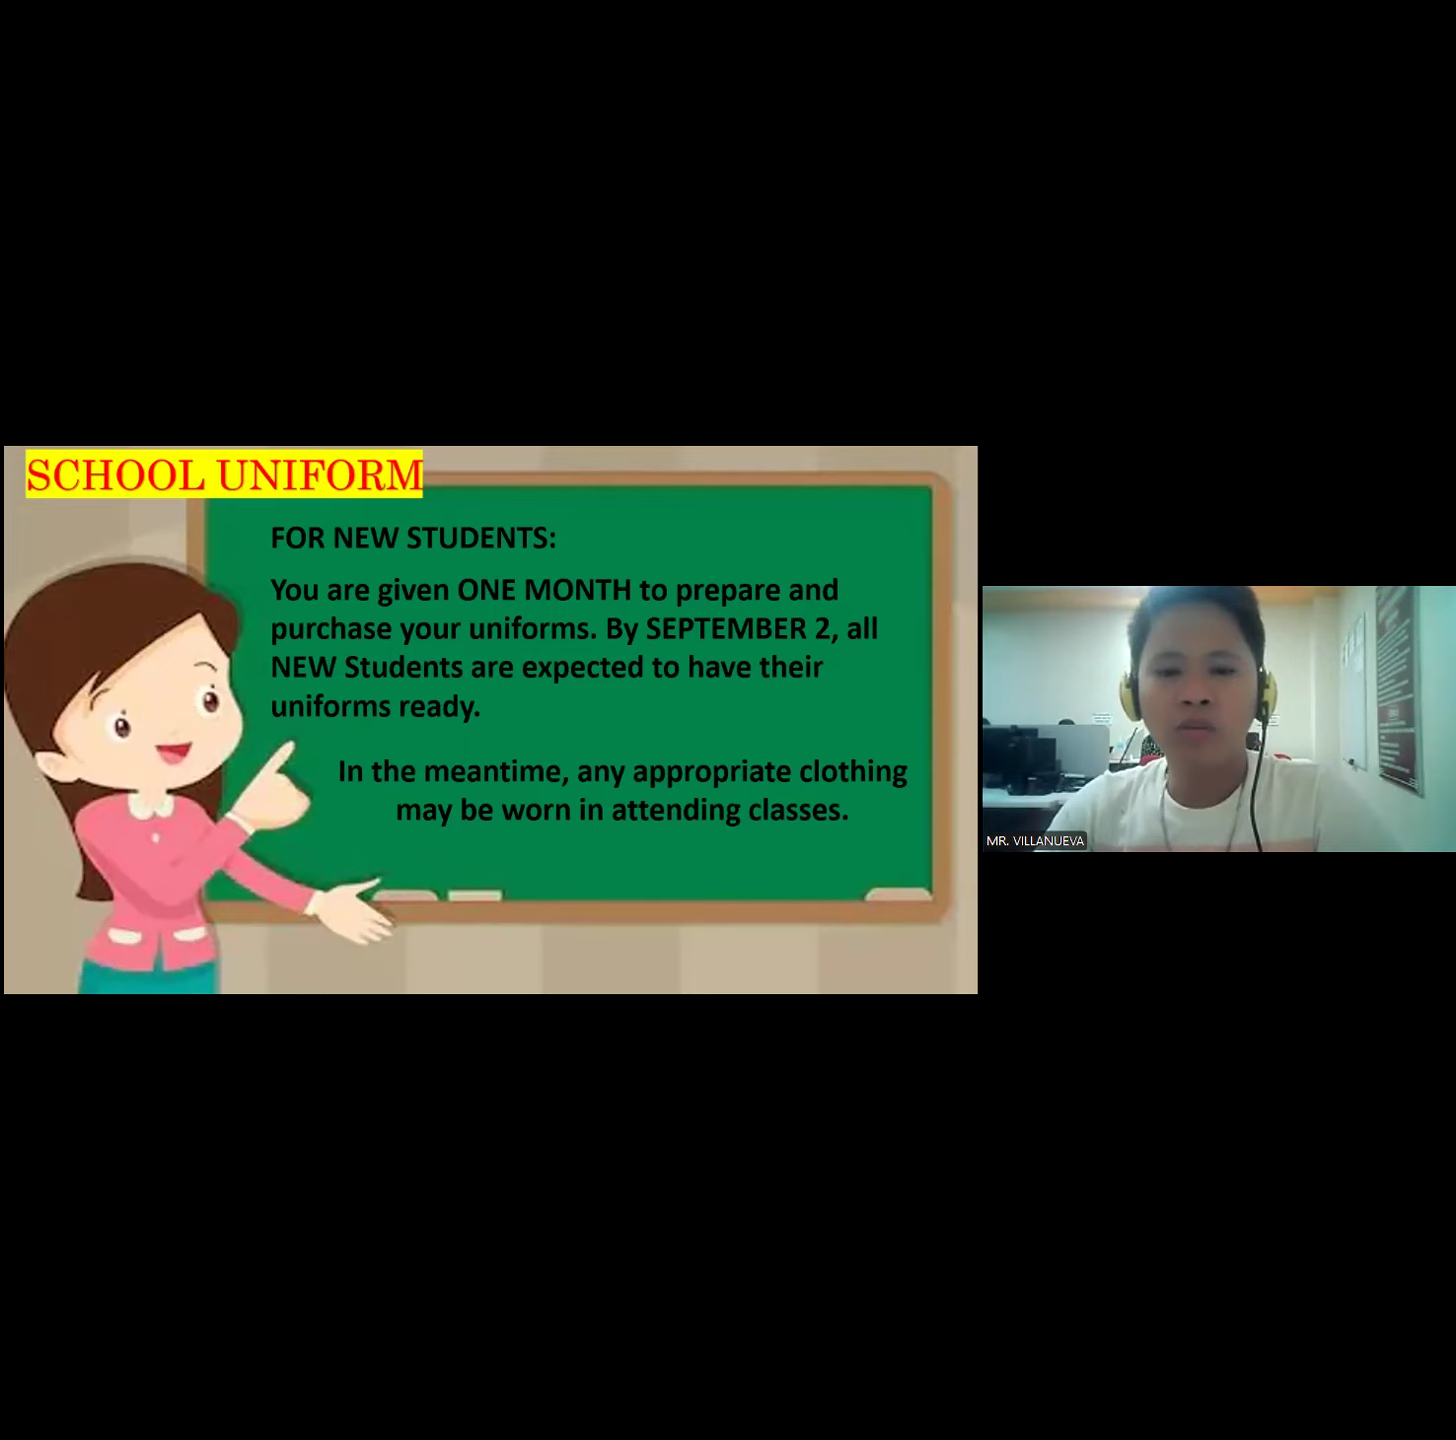 SCHOOL UNIFORM
FOR NEW STUDENTS:
You are given ONE MONTH to prepare and
purchase your uniforms. By SEPTEMBER 2, all
NEW Students are expected to have their
uniforms ready.
In the meantime, any appropriate clothing
may be worn in attending classes.
MR. VILLANUEVA